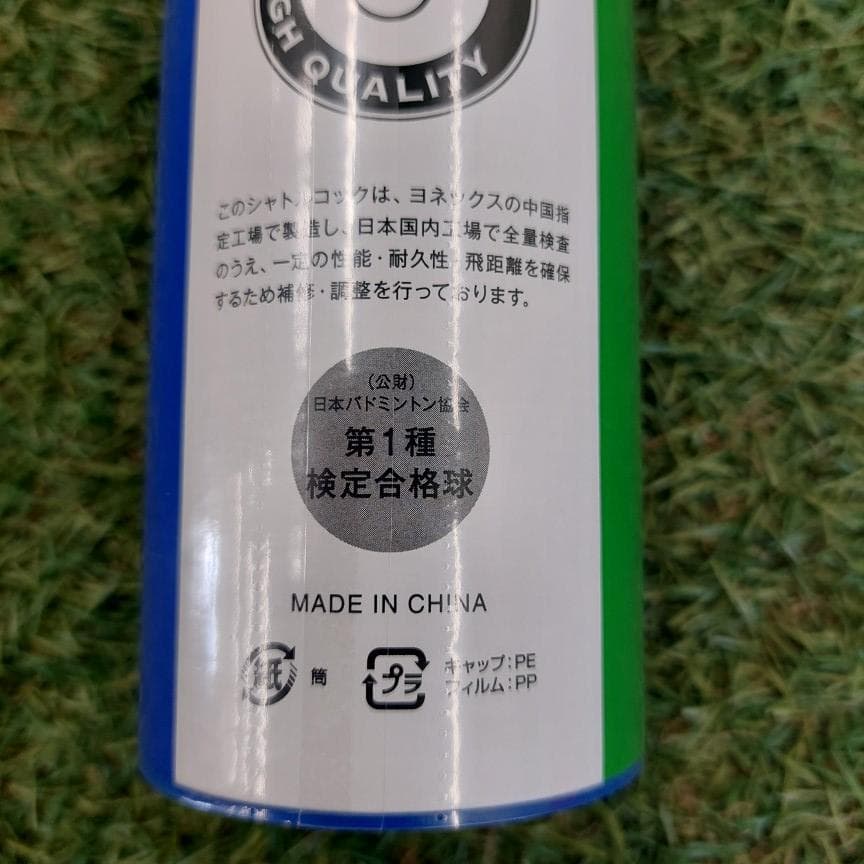 HIGH QUALITY
このシャトルコックは、ヨネックスの中国指
定工場で製造し、日本国内工場で全量検査
のうえ、一定の性能・耐久性・飛距離を確保
するため補修・調整を行っております。
（公財）
日本バドミントン協会
第1種
検定合格球
MADE IN CHINA
紙 筒 プラ キャップ:PE
フィルム:PP